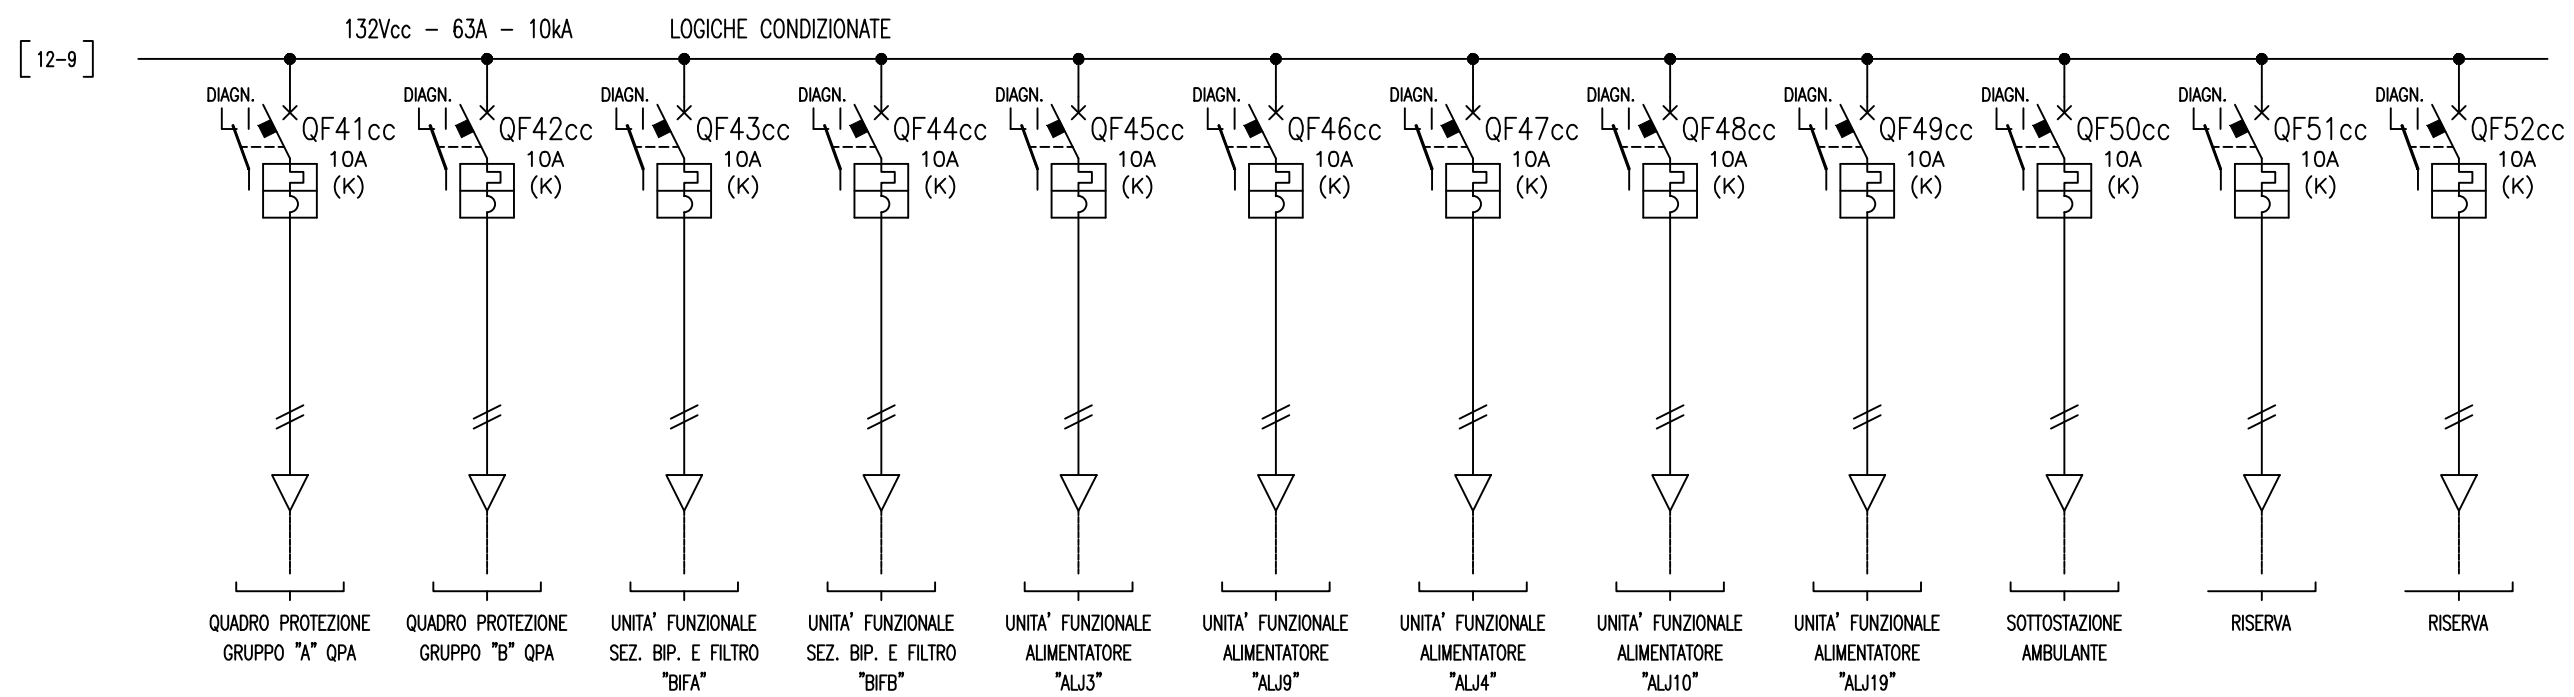 132Vcc - 63A - 10kA LOGICHE CONDIZIONATE
[12-9]
DIAGN. DIAGN. DIAGN. DIAGN. DIAGN. DIAGN. DIAGN. DIAGN. DIAGN. DIAGN. DIAGN. DIAGN.
QF41cc QF42cc QF43cc QF44cc QF45cc QF46cc QF47cc QF48cc QF49cc QF50cc QF51cc QF52cc
10A 10A 10A 10A 10A 10A 10A 10A 10A 10A 10A 10A
(K) (K) (K) (K) (K) (K) (K) (K) (K) (K) (K) (K)
QUADRO PROTEZIONE
GRUPPO "A" QPA
QUADRO PROTEZIONE
GRUPPO "B" QPA
UNITA' FUNZIONALE
SEZ. BIP. E FILTRO
"BIFA"
UNITA' FUNZIONALE
SEZ. BIP. E FILTRO
"BIFB"
UNITA' FUNZIONALE
ALIMENTATORE
"ALJ3"
UNITA' FUNZIONALE
ALIMENTATORE
"ALJ9"
UNITA' FUNZIONALE
ALIMENTATORE
"ALJ4"
UNITA' FUNZIONALE
ALIMENTATORE
"ALJ10"
UNITA' FUNZIONALE
ALIMENTATORE
"ALJ19"
SOTTOSTAZIONE
AMBULANTE
RISERVA
RISERVA